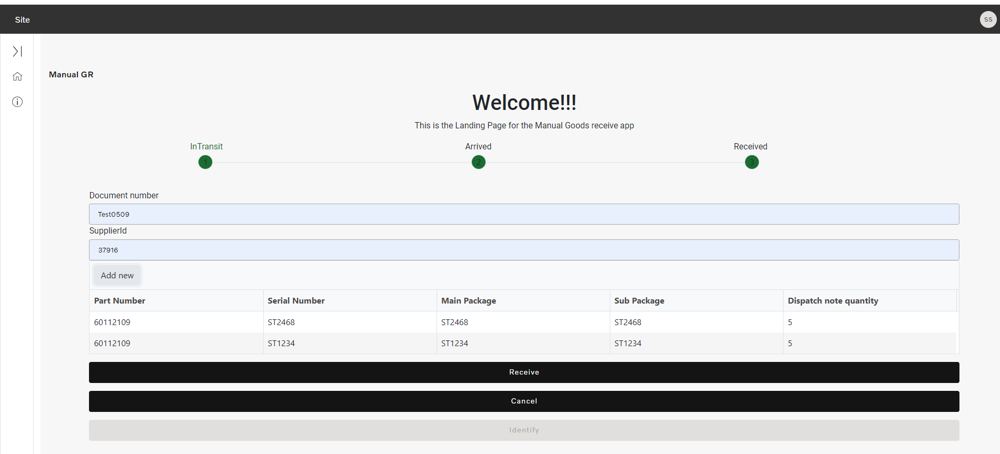 Site
SS
Manual GR
Welcome!!!
This is the Landing Page for the Manual Goods receive app
InTransit Arrived Received
1 2 3
Document number
Test0509
SupplierId
37916
Add new
Part Number Serial Number Main Package Sub Package Dispatch note quantity
60112109 ST2468 ST2468 ST2468 5
60112109 ST1234 ST1234 ST1234 5
Receive
Cancel
Identify